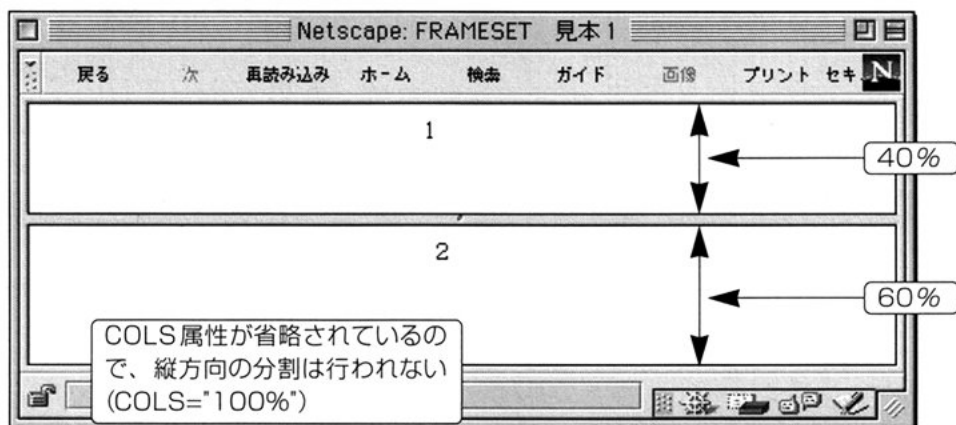 Netscape: FRAMESET 見本1
戻る 次 再読み込み ホーム 検索 ガイド 画像 プリント セキ N
1
40%
2
60%
COLS属性が省略されているの
で、縦方向の分割は行われない
(COLS="100%")